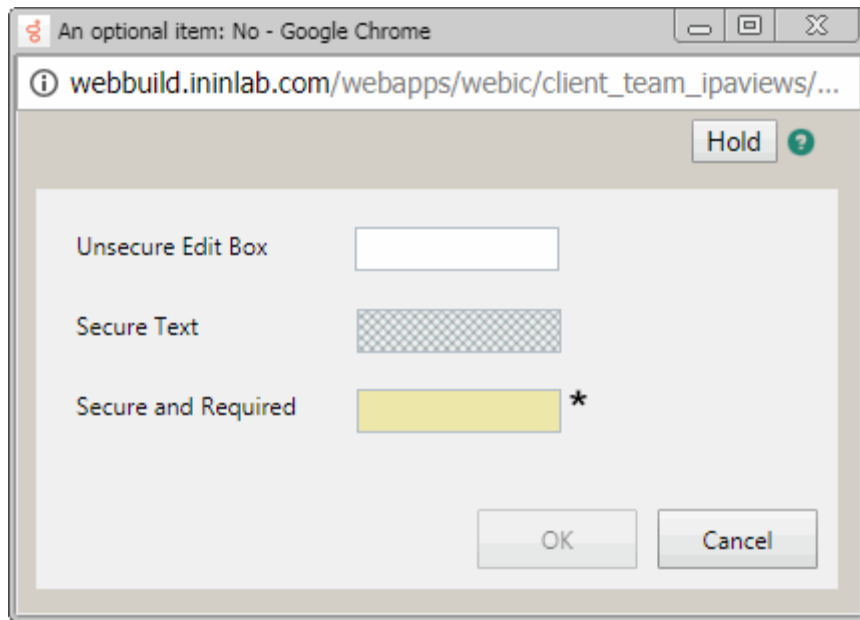 An optional item: No - Google Chrome
webbuild.ininlab.com/webapps/webic/client_team_ipaviews/...
Hold ?
Unsecure Edit Box
Secure Text
Secure and Required *
OK Cancel